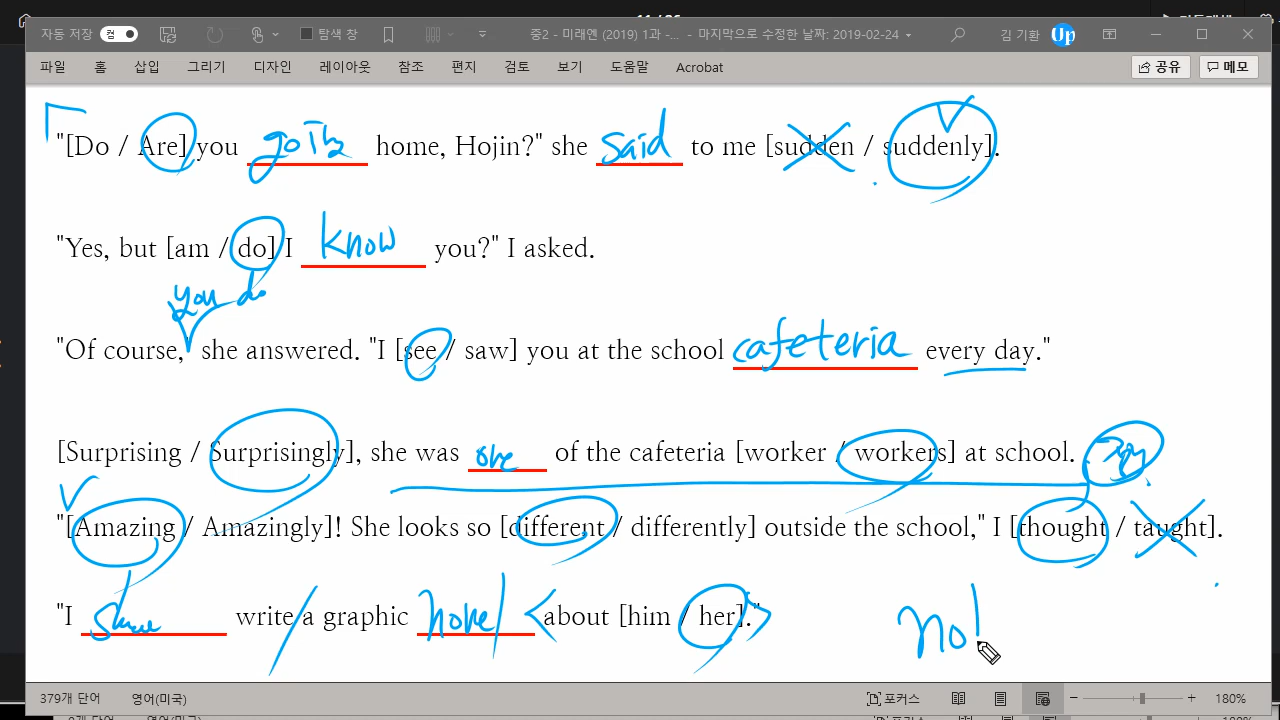 자동 저장 컴 탐색 창 중2 - 미래엔 (2019) 1과 -... - 마지막으로 수정한 날짜: 2019-02-24 김 기환 Up
파일 홈 삽입 그리기 디자인 레이아웃 참조 편지 검토 보기 도움말 Acrobat 공유 메모
"[Do / Are] you going home, Hojin?" she said to me [sudden / suddenly].
"Yes, but [am / do] I know you?" I asked.
you do
"Of course," she answered. "I [see / saw] you at the school cafeteria every day."
[Surprising / Surprisingly], she was one of the cafeteria [worker / workers] at school.
"[Amazing / Amazingly]! She looks so [different / differently] outside the school," I [thought / taught].
"I write a graphic about [him / her]."
379개 단어 영어(미국) 포커스 180%